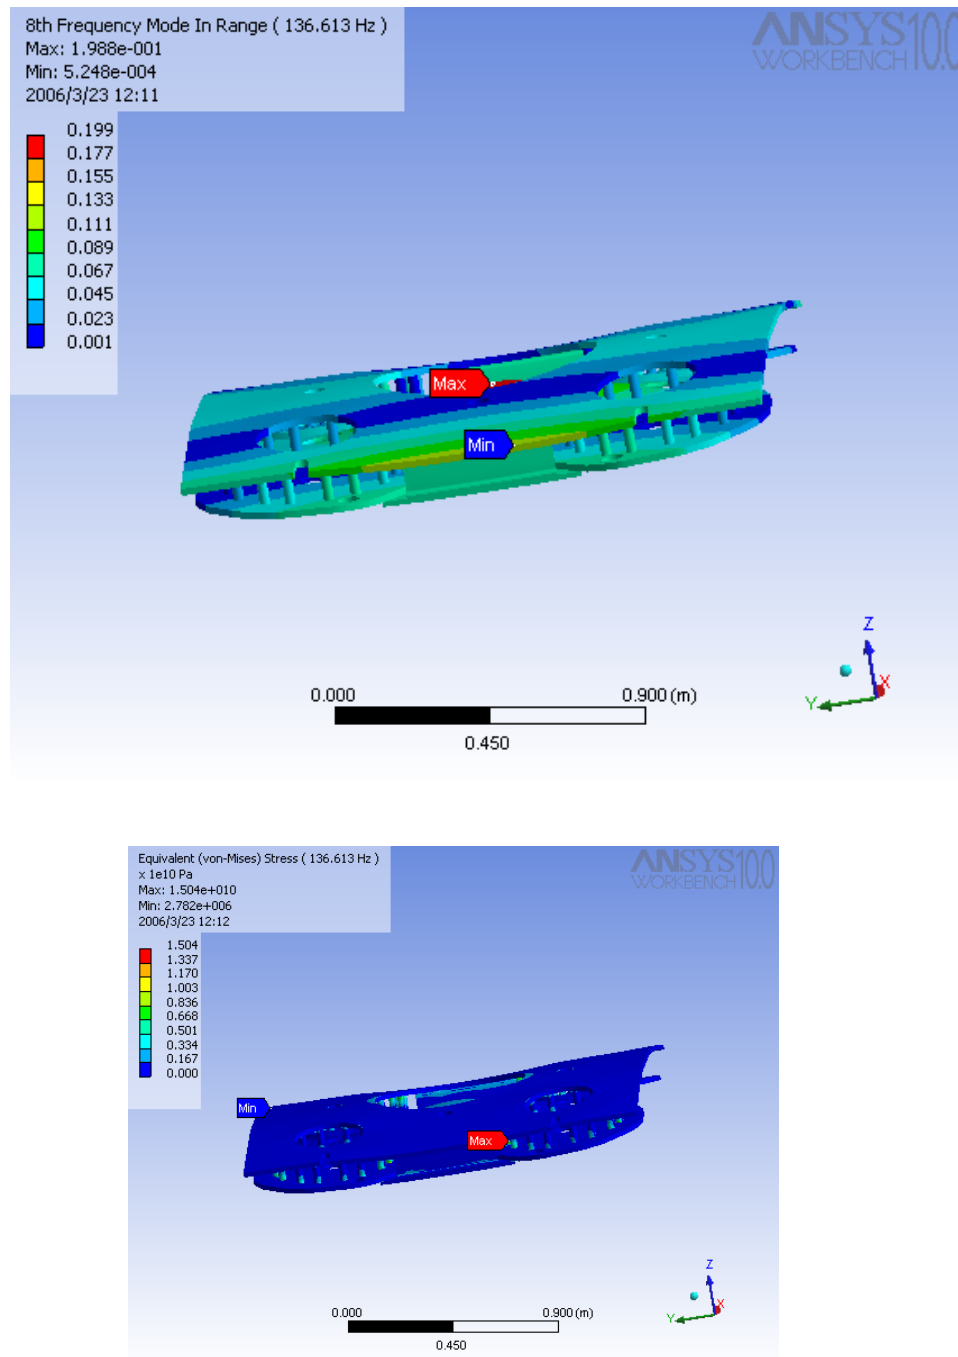 8th Frequency Mode In Range ( 136.613 Hz )
Max: 1.988e-001
Min: 5.248e-004
2006/3/23 12:11
ANSYS 10.0
WORKBENCH
0.199
0.177
0.155
0.133
0.111
0.089
0.067
0.045
0.023
0.001
Max
Min
Z
X
Y
0.000 0.900 (m)
0.450
Equivalent (von-Mises) Stress ( 136.613 Hz )
x 1e10 Pa
Max: 1.504e+010
Min: 2.782e+006
2006/3/23 12:12
ANSYS 10.0
WORKBENCH
1.504
1.337
1.170
1.003
0.836
0.668
0.501
0.334
0.167
0.000
Min
Max
Z
X
Y
0.000 0.900 (m)
0.450